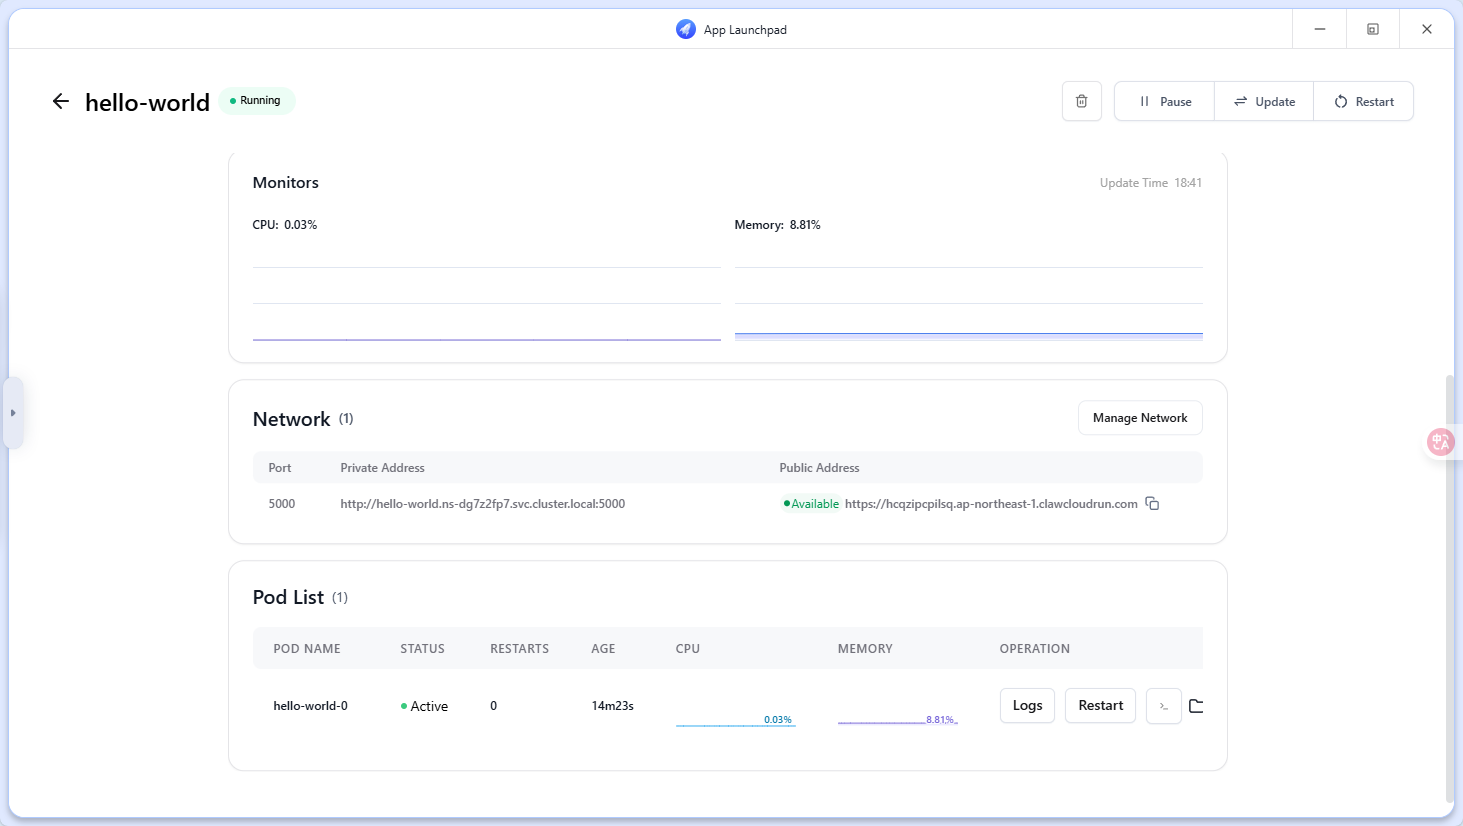 App Launchpad
hello-world
Running
Pause
Update
Restart
Monitors
Update Time 18:41
CPU: 0.03%
Memory: 8.81%
Network (1)
Manage Network
Port Private Address Public Address
5000 http://hello-world.ns-dg7z2fp7.svc.cluster.local:5000 Available https://hcqzipcpilsq.ap-northeast-1.clawcloudrun.com
中A
Pod List (1)
POD NAME STATUS RESTARTS AGE CPU MEMORY OPERATION
hello-world-0 Active 0 14m23s 0.03% 8.81% Logs Restart >_